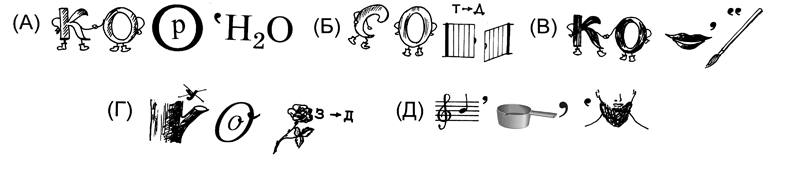 (А) К О р ‘H₂O (Б) С О Т→Д (В) К О , “
(Г) К О З→Д (Д) , , ‘